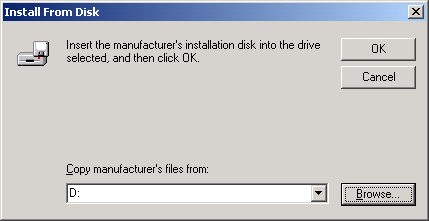 Install From Disk
Insert the manufacturer's installation disk into the drive
selected, and then click OK.
OK
Cancel
Copy manufacturer's files from:
D:
Browse...